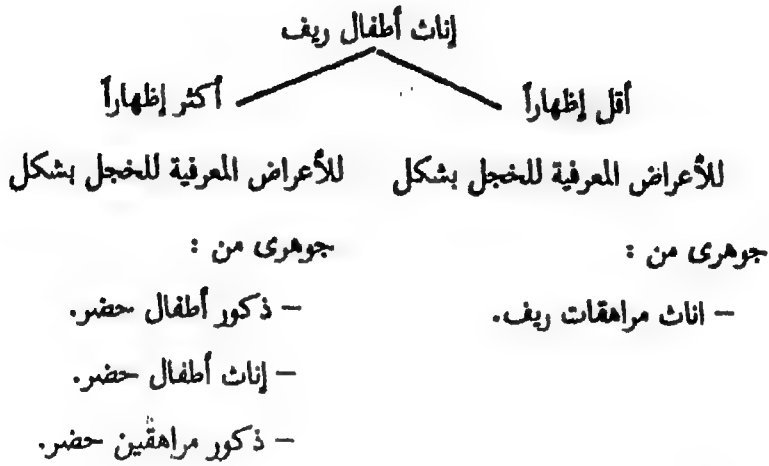 إناث أطفال ريف
أقل إظهاراً
أكثر إظهاراً
للأعراض المعرفية للخجل بشكل
للأعراض المعرفية للخجل بشكل
جوهرى من :
جوهرى من :
– اناث مراهقات ريف.
– ذكور أطفال حضر.
– إناث أطفال حضر.
– ذكور مراهقين حضر.